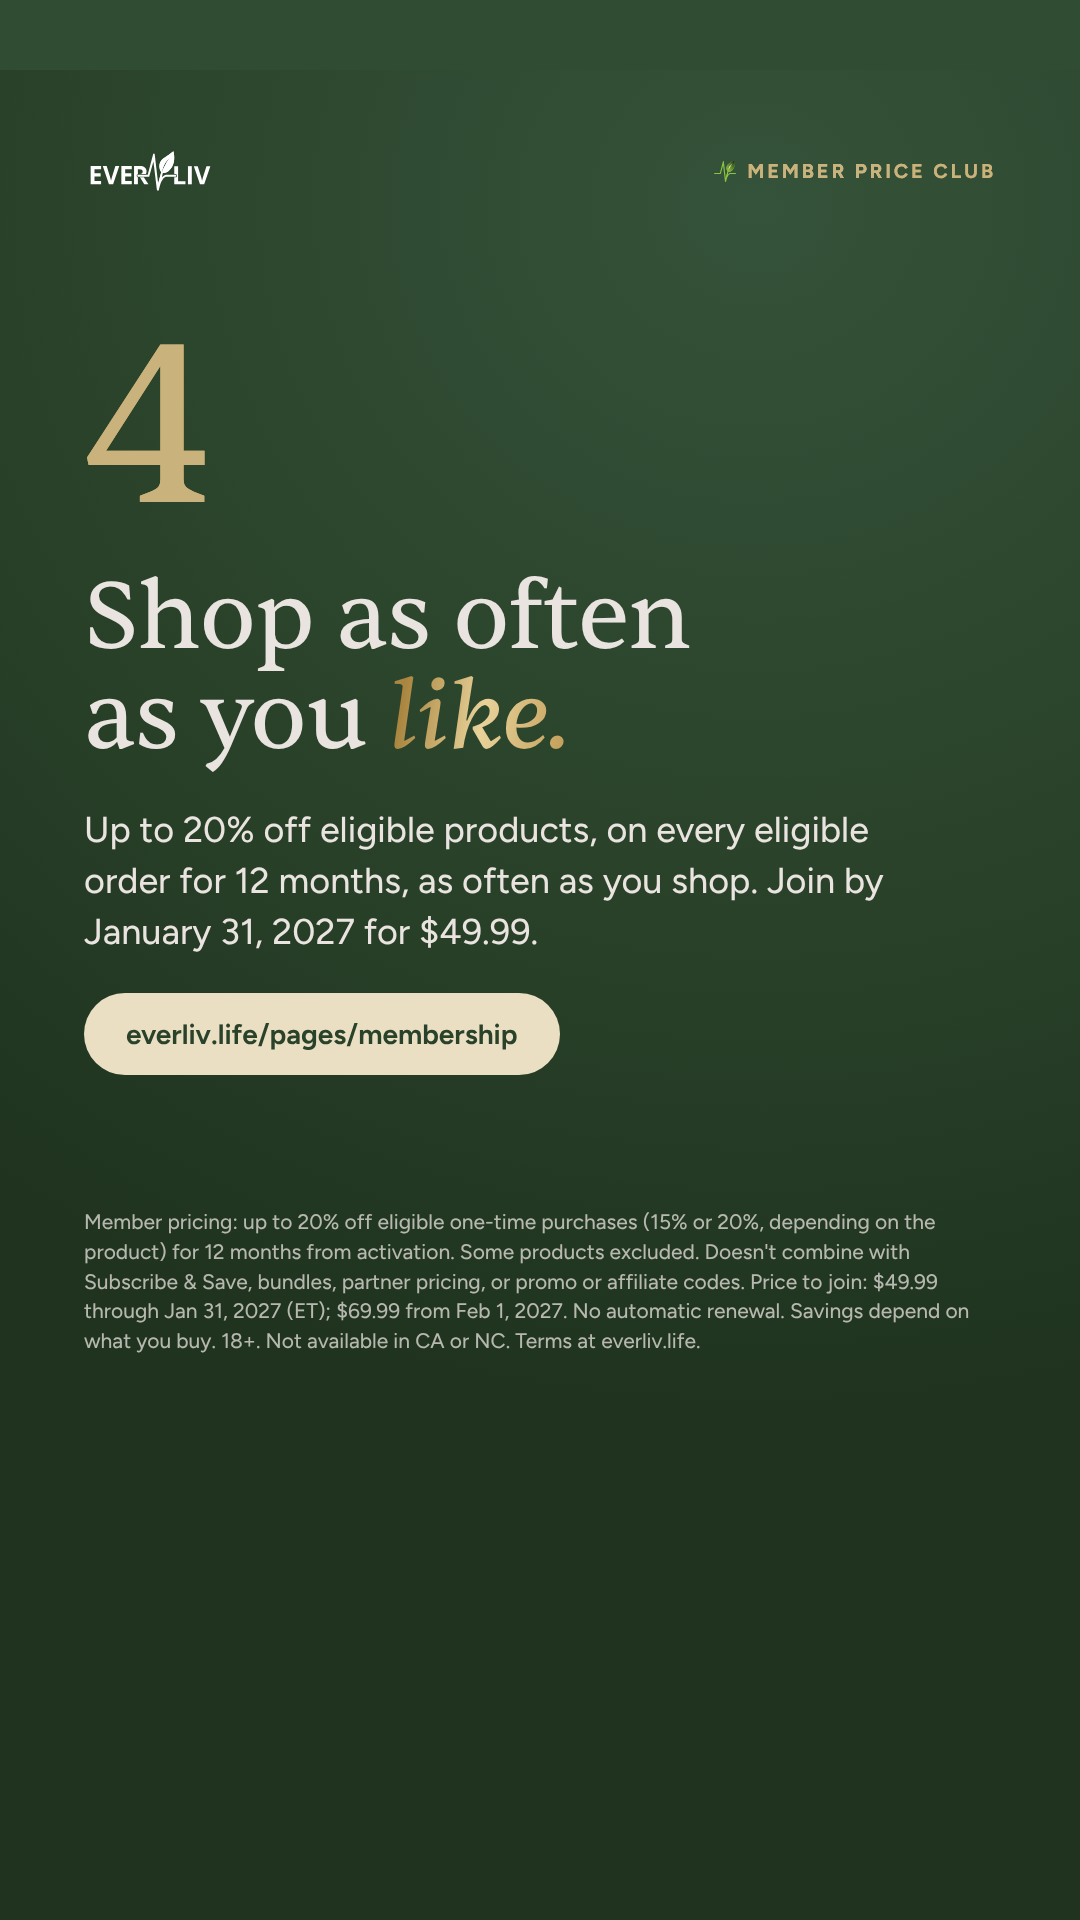 EVERLIV
MEMBER PRICE CLUB
4
Shop as often
as you like.
Up to 20% off eligible products, on every eligible
order for 12 months, as often as you shop. Join by
January 31, 2027 for $49.99.
everliv.life/pages/membership
Member pricing: up to 20% off eligible one-time purchases (15% or 20%, depending on the
product) for 12 months from activation. Some products excluded. Doesn't combine with
Subscribe & Save, bundles, partner pricing, or promo or affiliate codes. Price to join: $49.99
through Jan 31, 2027 (ET); $69.99 from Feb 1, 2027. No automatic renewal. Savings depend on
what you buy. 18+. Not available in CA or NC. Terms at everliv.life.